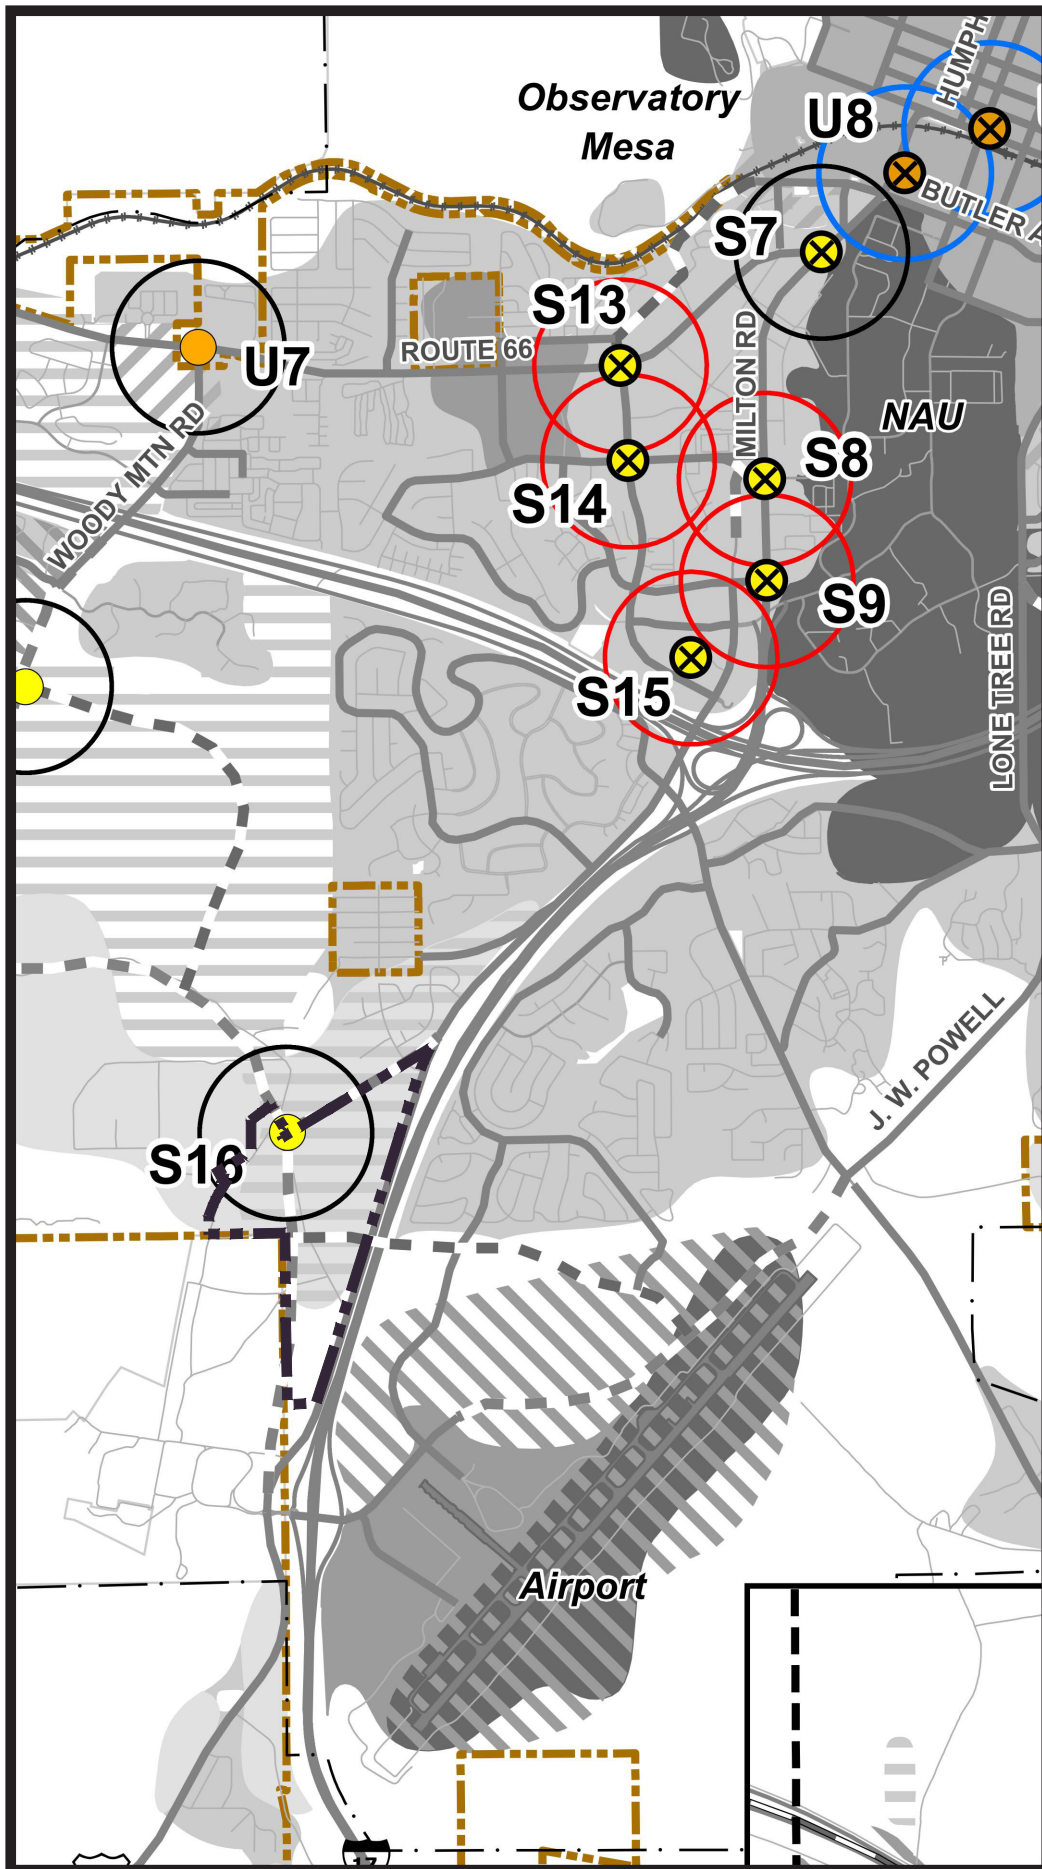 HUMPH
Observatory
Mesa
U8
BUTLER A
S7
S13
ROUTE 66
U7
MILTON RD
NAU
S8
WOODY MTN RD
S14
S9
LONE TREE RD
S15
J. W. POWELL
S16
Airport
17